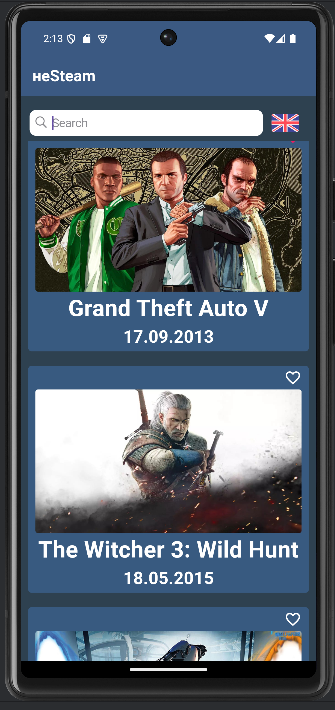 2:13
неSteam
Search
Grand Theft Auto V
17.09.2013
The Witcher 3: Wild Hunt
18.05.2015